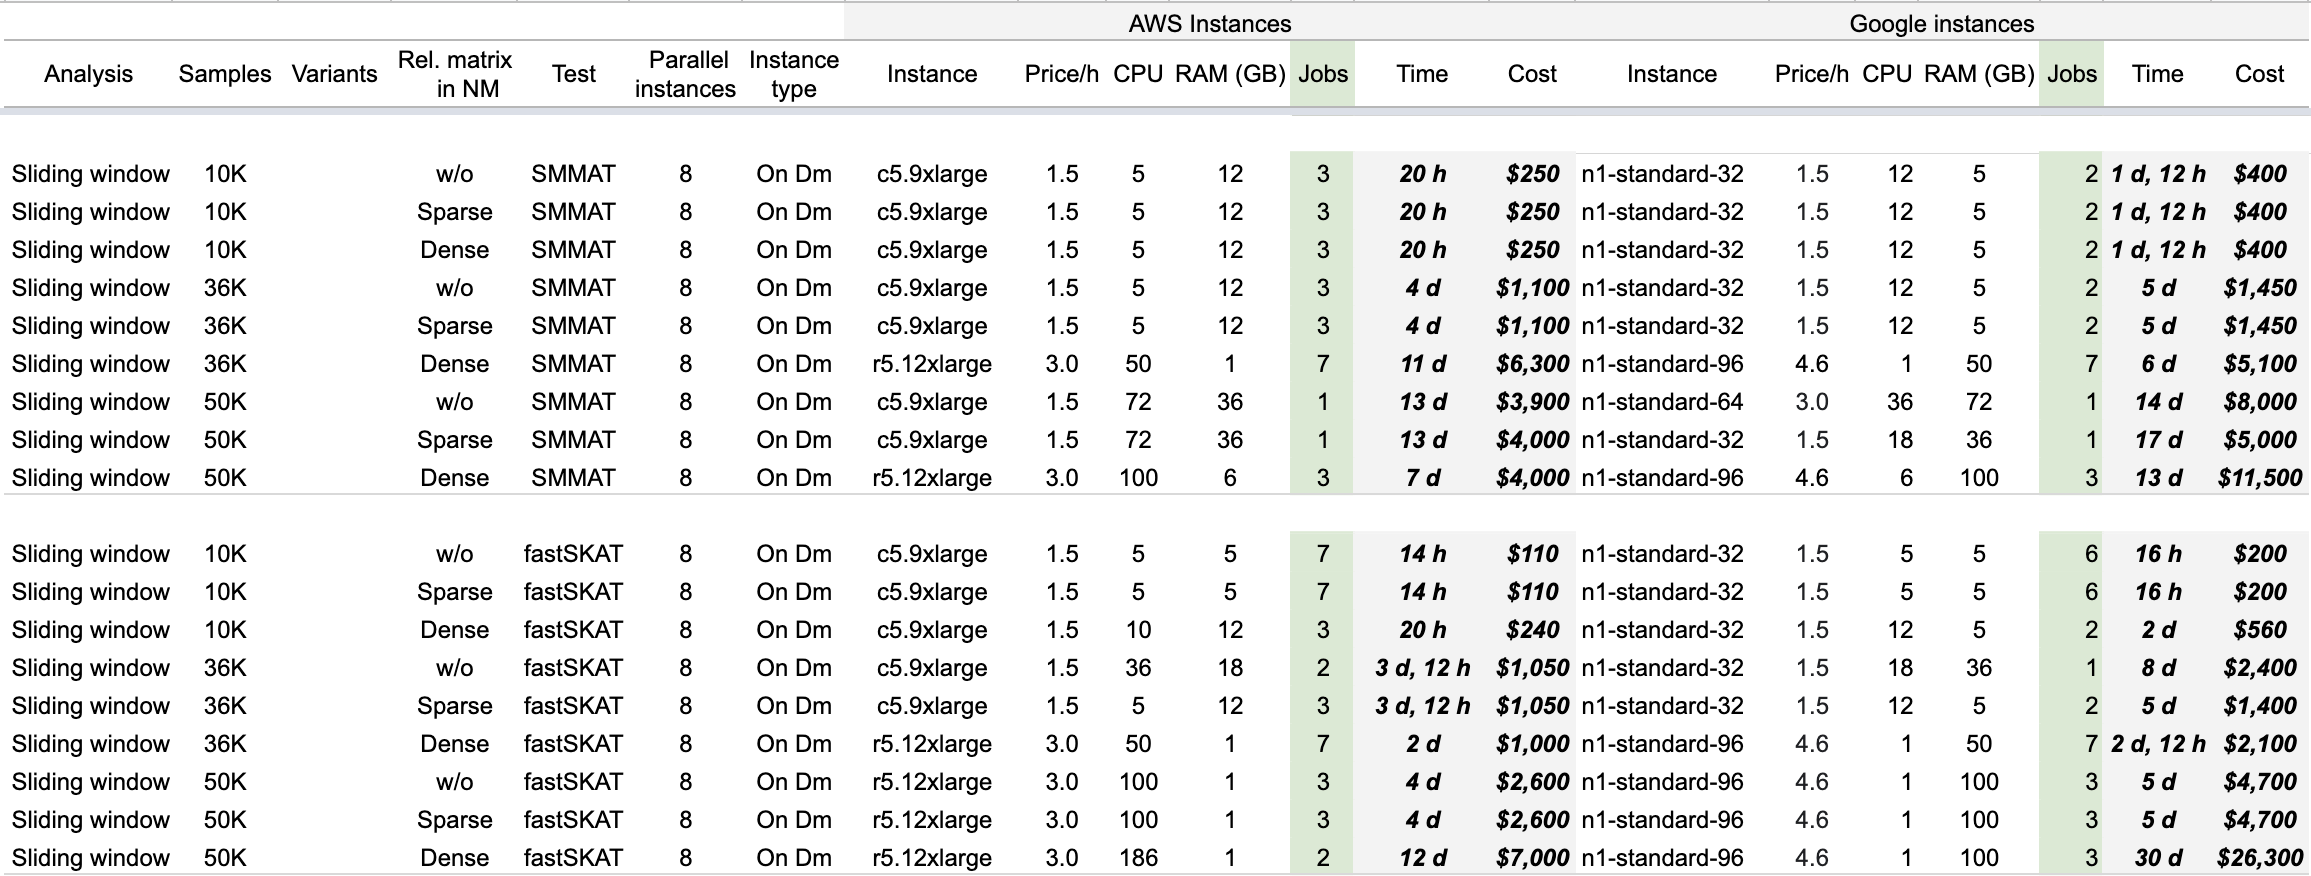 AWS Instances Google instances
Analysis Samples Variants Rel. matrix in NM Test Parallel instances Instance type Instance Price/h CPU RAM (GB) Jobs Time Cost Instance Price/h CPU RAM (GB) Jobs Time Cost
Sliding window 10K w/o SMMAT 8 On Dm c5.9xlarge 1.5 5 12 3 20 h $250 n1-standard-32 1.5 12 5 2 1 d, 12 h $400
Sliding window 10K Sparse SMMAT 8 On Dm c5.9xlarge 1.5 5 12 3 20 h $250 n1-standard-32 1.5 12 5 2 1 d, 12 h $400
Sliding window 10K Dense SMMAT 8 On Dm c5.9xlarge 1.5 5 12 3 20 h $250 n1-standard-32 1.5 12 5 2 1 d, 12 h $400
Sliding window 36K w/o SMMAT 8 On Dm c5.9xlarge 1.5 5 12 3 4 d $1,100 n1-standard-32 1.5 12 5 2 5 d $1,450
Sliding window 36K Sparse SMMAT 8 On Dm c5.9xlarge 1.5 5 12 3 4 d $1,100 n1-standard-32 1.5 12 5 2 5 d $1,450
Sliding window 36K Dense SMMAT 8 On Dm r5.12xlarge 3.0 50 1 7 11 d $6,300 n1-standard-96 4.6 1 50 7 6 d $5,100
Sliding window 50K w/o SMMAT 8 On Dm c5.9xlarge 1.5 72 36 1 13 d $3,900 n1-standard-64 3.0 36 72 1 14 d $8,000
Sliding window 50K Sparse SMMAT 8 On Dm c5.9xlarge 1.5 72 36 1 13 d $4,000 n1-standard-32 1.5 18 36 1 17 d $5,000
Sliding window 50K Dense SMMAT 8 On Dm r5.12xlarge 3.0 100 6 3 7 d $4,000 n1-standard-96 4.6 6 100 3 13 d $11,500
Sliding window 10K w/o fastSKAT 8 On Dm c5.9xlarge 1.5 5 5 7 14 h $110 n1-standard-32 1.5 5 5 6 16 h $200
Sliding window 10K Sparse fastSKAT 8 On Dm c5.9xlarge 1.5 5 5 7 14 h $110 n1-standard-32 1.5 5 5 6 16 h $200
Sliding window 10K Dense fastSKAT 8 On Dm c5.9xlarge 1.5 10 12 3 20 h $240 n1-standard-32 1.5 12 5 2 2 d $560
Sliding window 36K w/o fastSKAT 8 On Dm c5.9xlarge 1.5 36 18 2 3 d, 12 h $1,050 n1-standard-32 1.5 18 36 1 8 d $2,400
Sliding window 36K Sparse fastSKAT 8 On Dm c5.9xlarge 1.5 5 12 3 3 d, 12 h $1,050 n1-standard-32 1.5 12 5 2 5 d $1,400
Sliding window 36K Dense fastSKAT 8 On Dm r5.12xlarge 3.0 50 1 7 2 d $1,000 n1-standard-96 4.6 1 50 7 2 d, 12 h $2,100
Sliding window 50K w/o fastSKAT 8 On Dm r5.12xlarge 3.0 100 1 3 4 d $2,600 n1-standard-96 4.6 1 100 3 5 d $4,700
Sliding window 50K Sparse fastSKAT 8 On Dm r5.12xlarge 3.0 100 1 3 4 d $2,600 n1-standard-96 4.6 1 100 3 5 d $4,700
Sliding window 50K Dense fastSKAT 8 On Dm r5.12xlarge 3.0 186 1 2 12 d $7,000 n1-standard-96 4.6 1 100 3 30 d $26,300